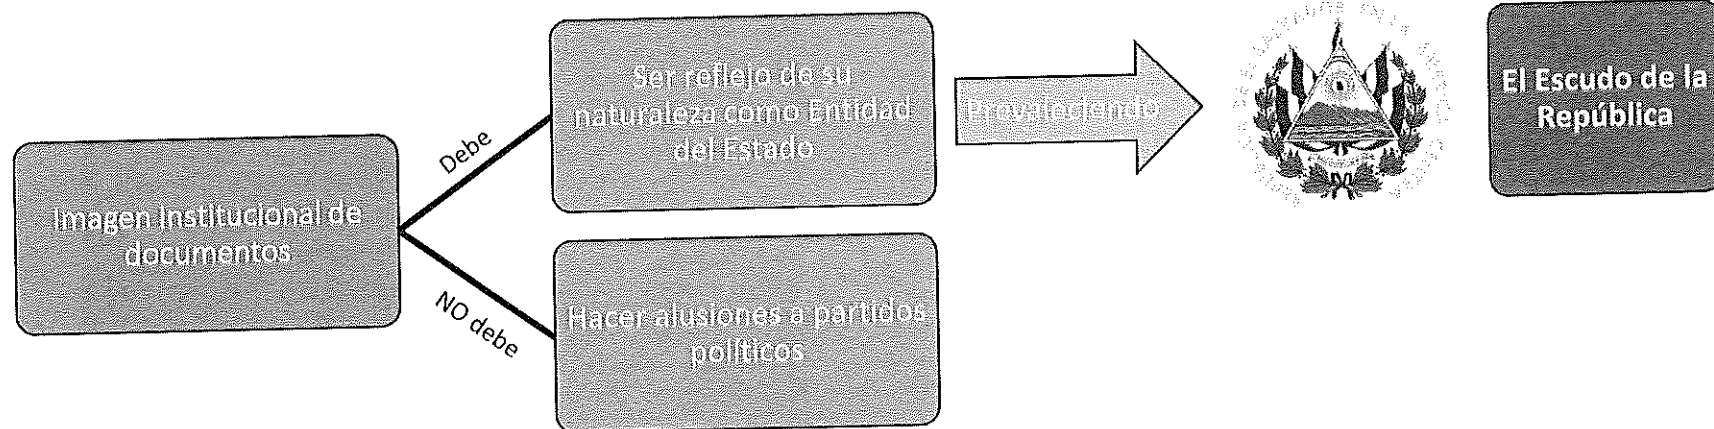 Imagen Institucional de
documentos
Debe
Ser reflejo de su
naturaleza como Entidad
del Estado
Prevaleciendo
El Escudo de la
República
NO debe
Hacer alusiones a partidos
políticos